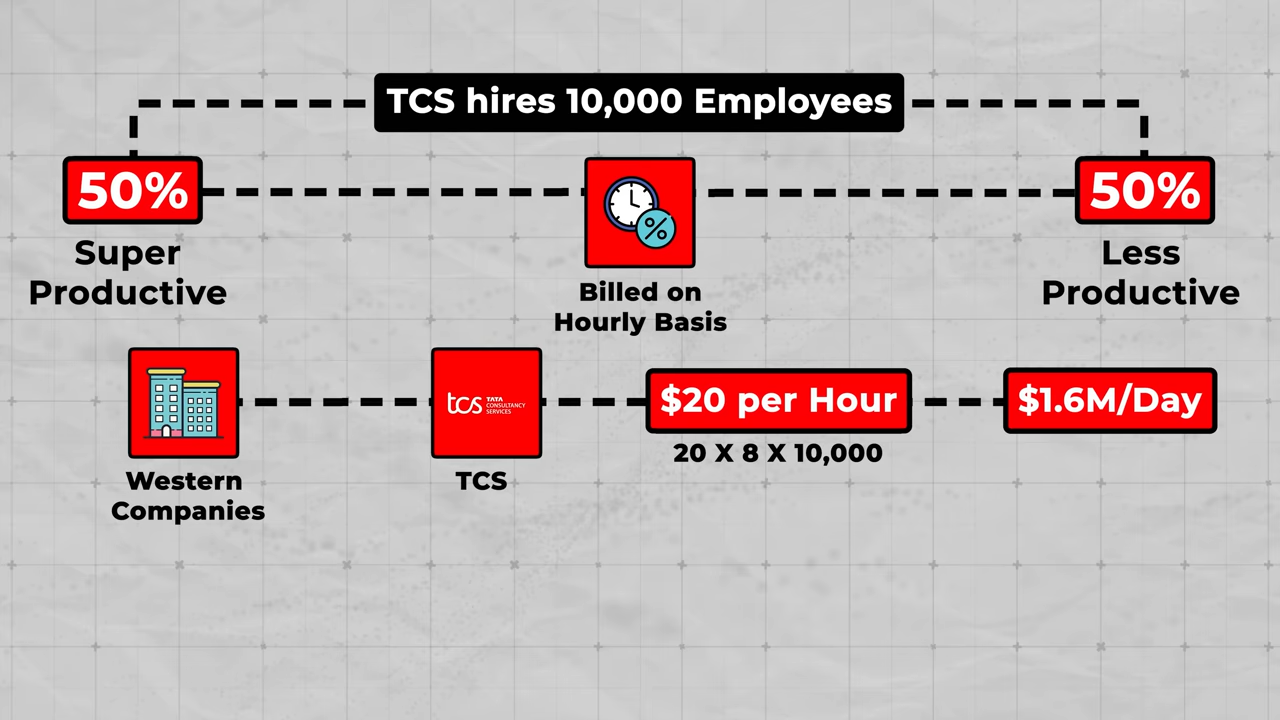 TCS hires 10,000 Employees
50%
50%
%
Super
Productive
Billed on
Hourly Basis
Less
Productive
tcs TATA
CONSULTANCY
SERVICES
$20 per Hour
$1.6M/Day
20 X 8 X 10,000
Western
Companies
TCS